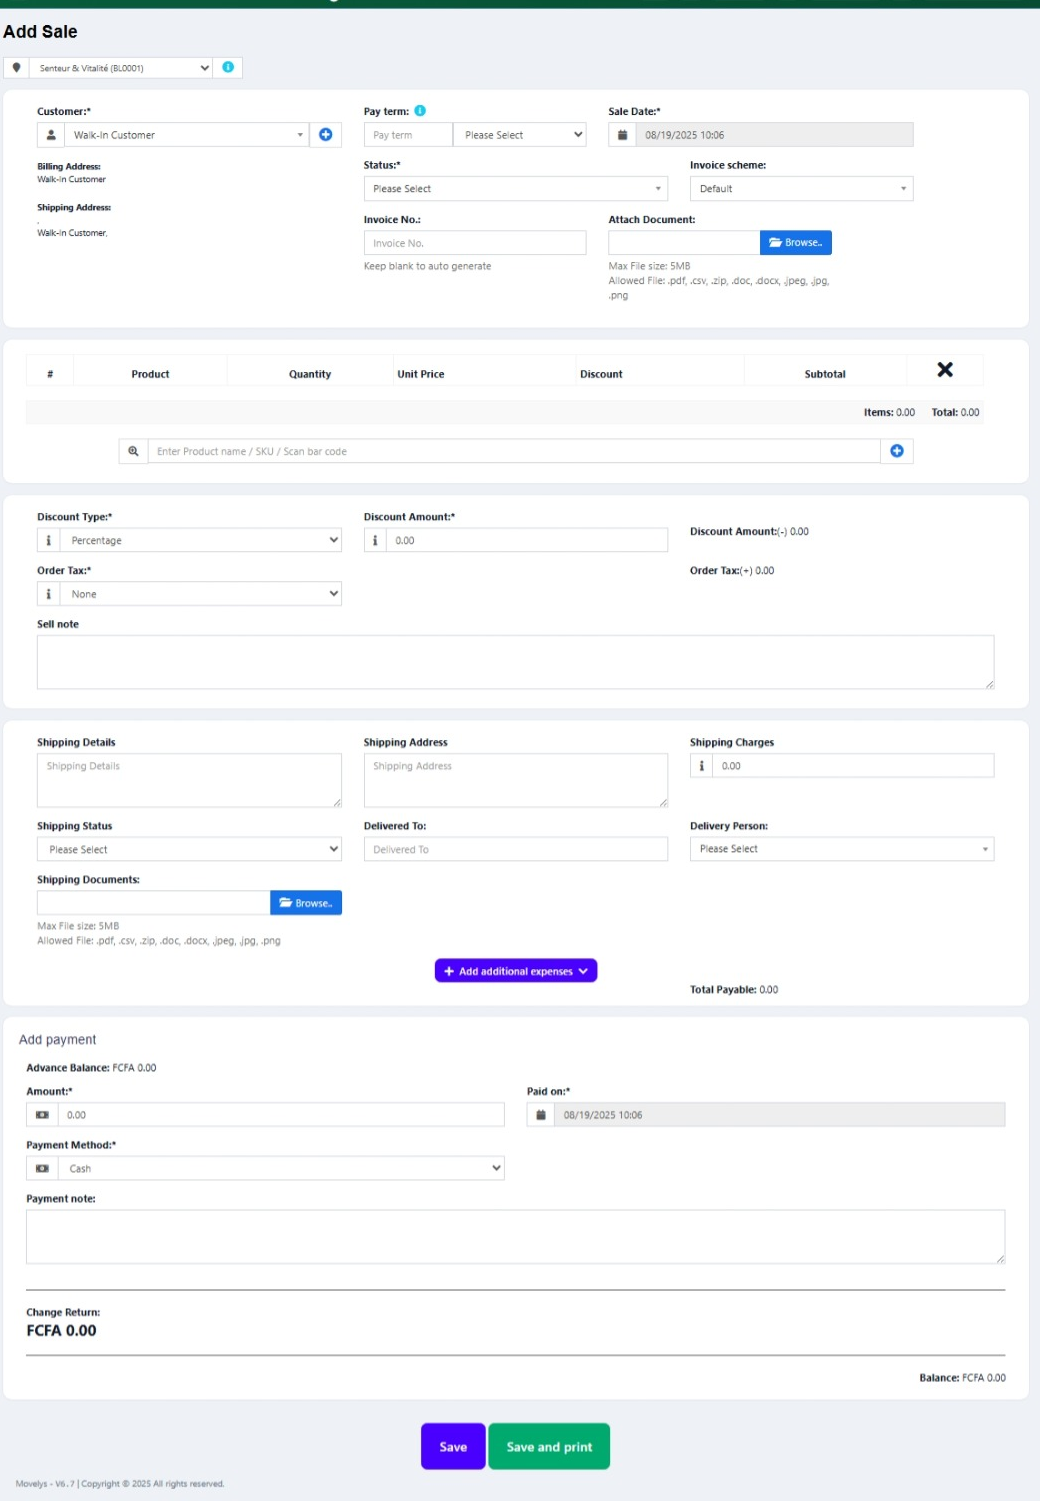 Add Sale
Senteur & Vitalité (BL0001)
Customer:*
Pay term:
Sale Date:*
Walk-In Customer
Pay term
Please Select
08/19/2025 10:06
Billing Address:
Walk-In Customer
Status:*
Invoice scheme:
Please Select
Default
Shipping Address:
,
Walk-In Customer,
Invoice No.:
Attach Document:
Invoice No.
Browse..
Keep blank to auto generate
Max File size: 5MB
Allowed File: .pdf, .csv, .zip, .doc, .docx, .jpeg, .jpg,
.png
# Product Quantity Unit Price Discount Subtotal
Items: 0.00 Total: 0.00
Enter Product name / SKU / Scan bar code
Discount Type:*
Discount Amount:*
Discount Amount:(-) 0.00
Percentage
0.00
Order Tax:*
Order Tax:(+) 0.00
None
Sell note
Shipping Details
Shipping Address
Shipping Charges
Shipping Details
Shipping Address
0.00
Shipping Status
Delivered To:
Delivery Person:
Please Select
Delivered To
Please Select
Shipping Documents:
Browse..
Max File size: 5MB
Allowed File: .pdf, .csv, .zip, .doc, .docx, .jpeg, .jpg, .png
Add additional expenses
Total Payable: 0.00
Add payment
Advance Balance: FCFA 0.00
Amount:*
Paid on:*
0.00
08/19/2025 10:06
Payment Method:*
Cash
Payment note:
Change Return:
FCFA 0.00
Balance: FCFA 0.00
Save
Save and print
Movelys - V6.7 | Copyright © 2025 All rights reserved.